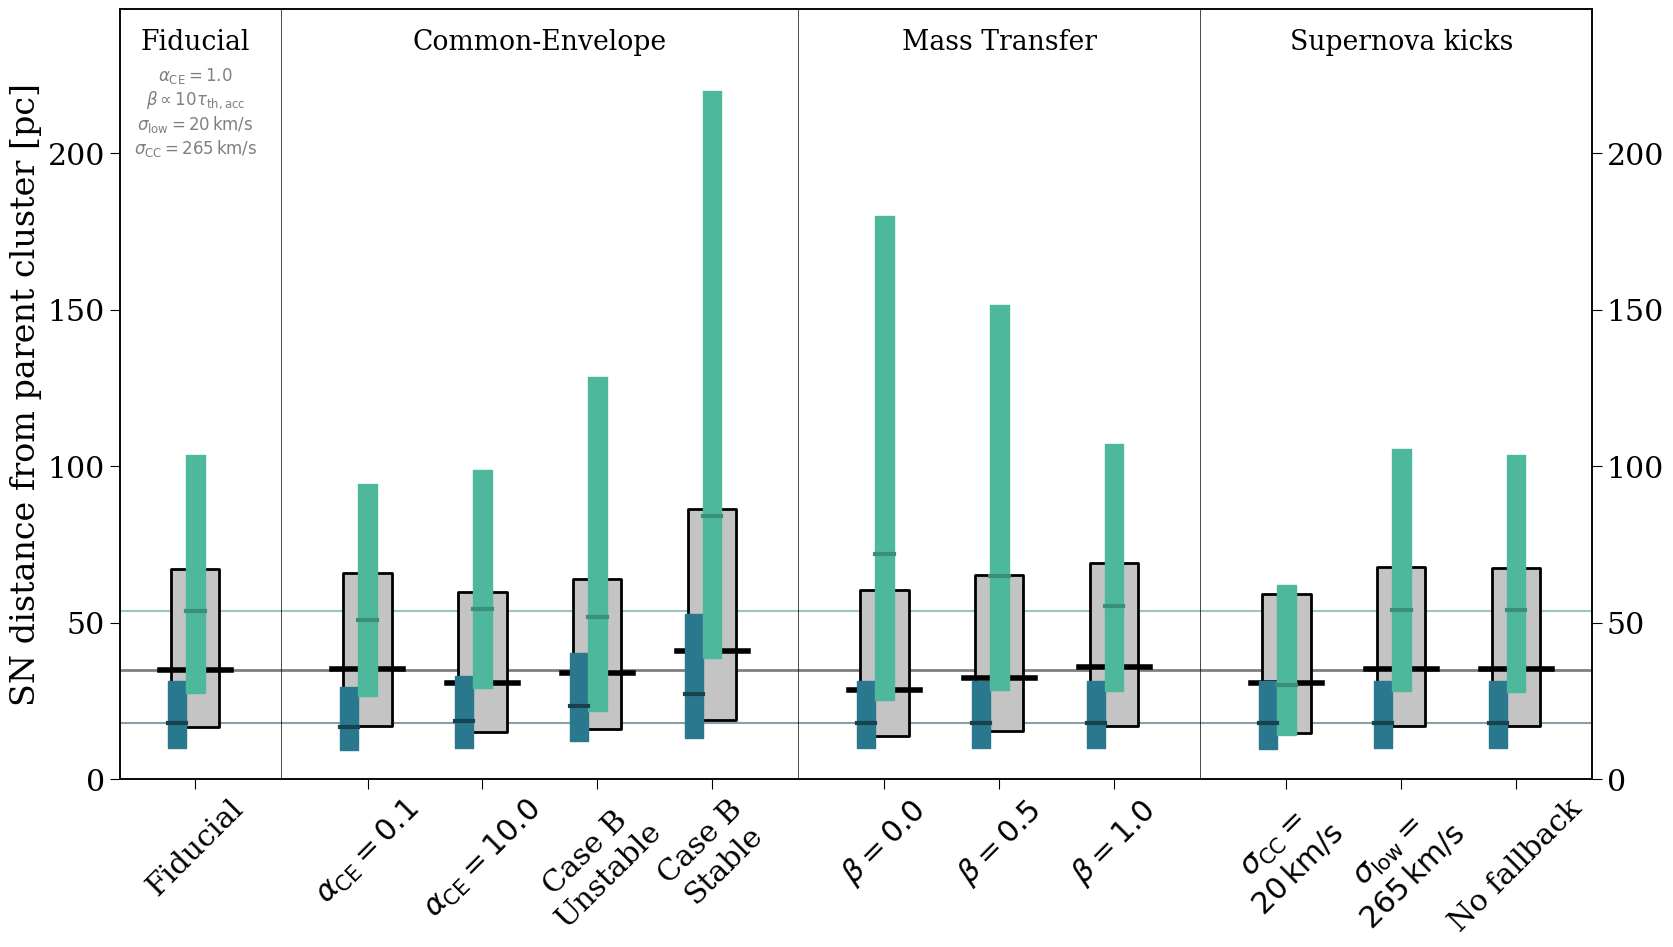 Fiducial
Common-Envelope
Mass Transfer
Supernova kicks
α_CE = 1.0
β ∝ 10τ_th,acc
σ_low = 20 km/s
σ_CC = 265 km/s
SN distance from parent cluster [pc]
200
150
100
50
0
200
150
100
50
0
Fiducial
α_CE = 0.1
α_CE = 10.0
Case B
Unstable
Case B
Stable
β = 0.0
β = 0.5
β = 1.0
σ_CC =
20 km/s
σ_low =
265 km/s
No fallback